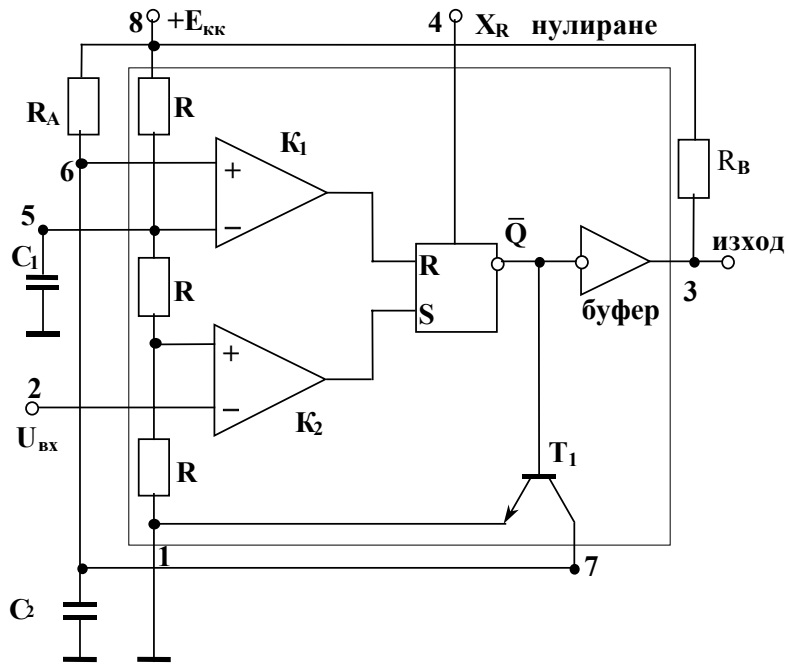 8 +Eкк 4 XR нулиране
RA R K1
6 + RB
5 − Q̄ изход
C1 R R 3
S буфер
+
2 − K2
Uвх T1
R
1 7
C2